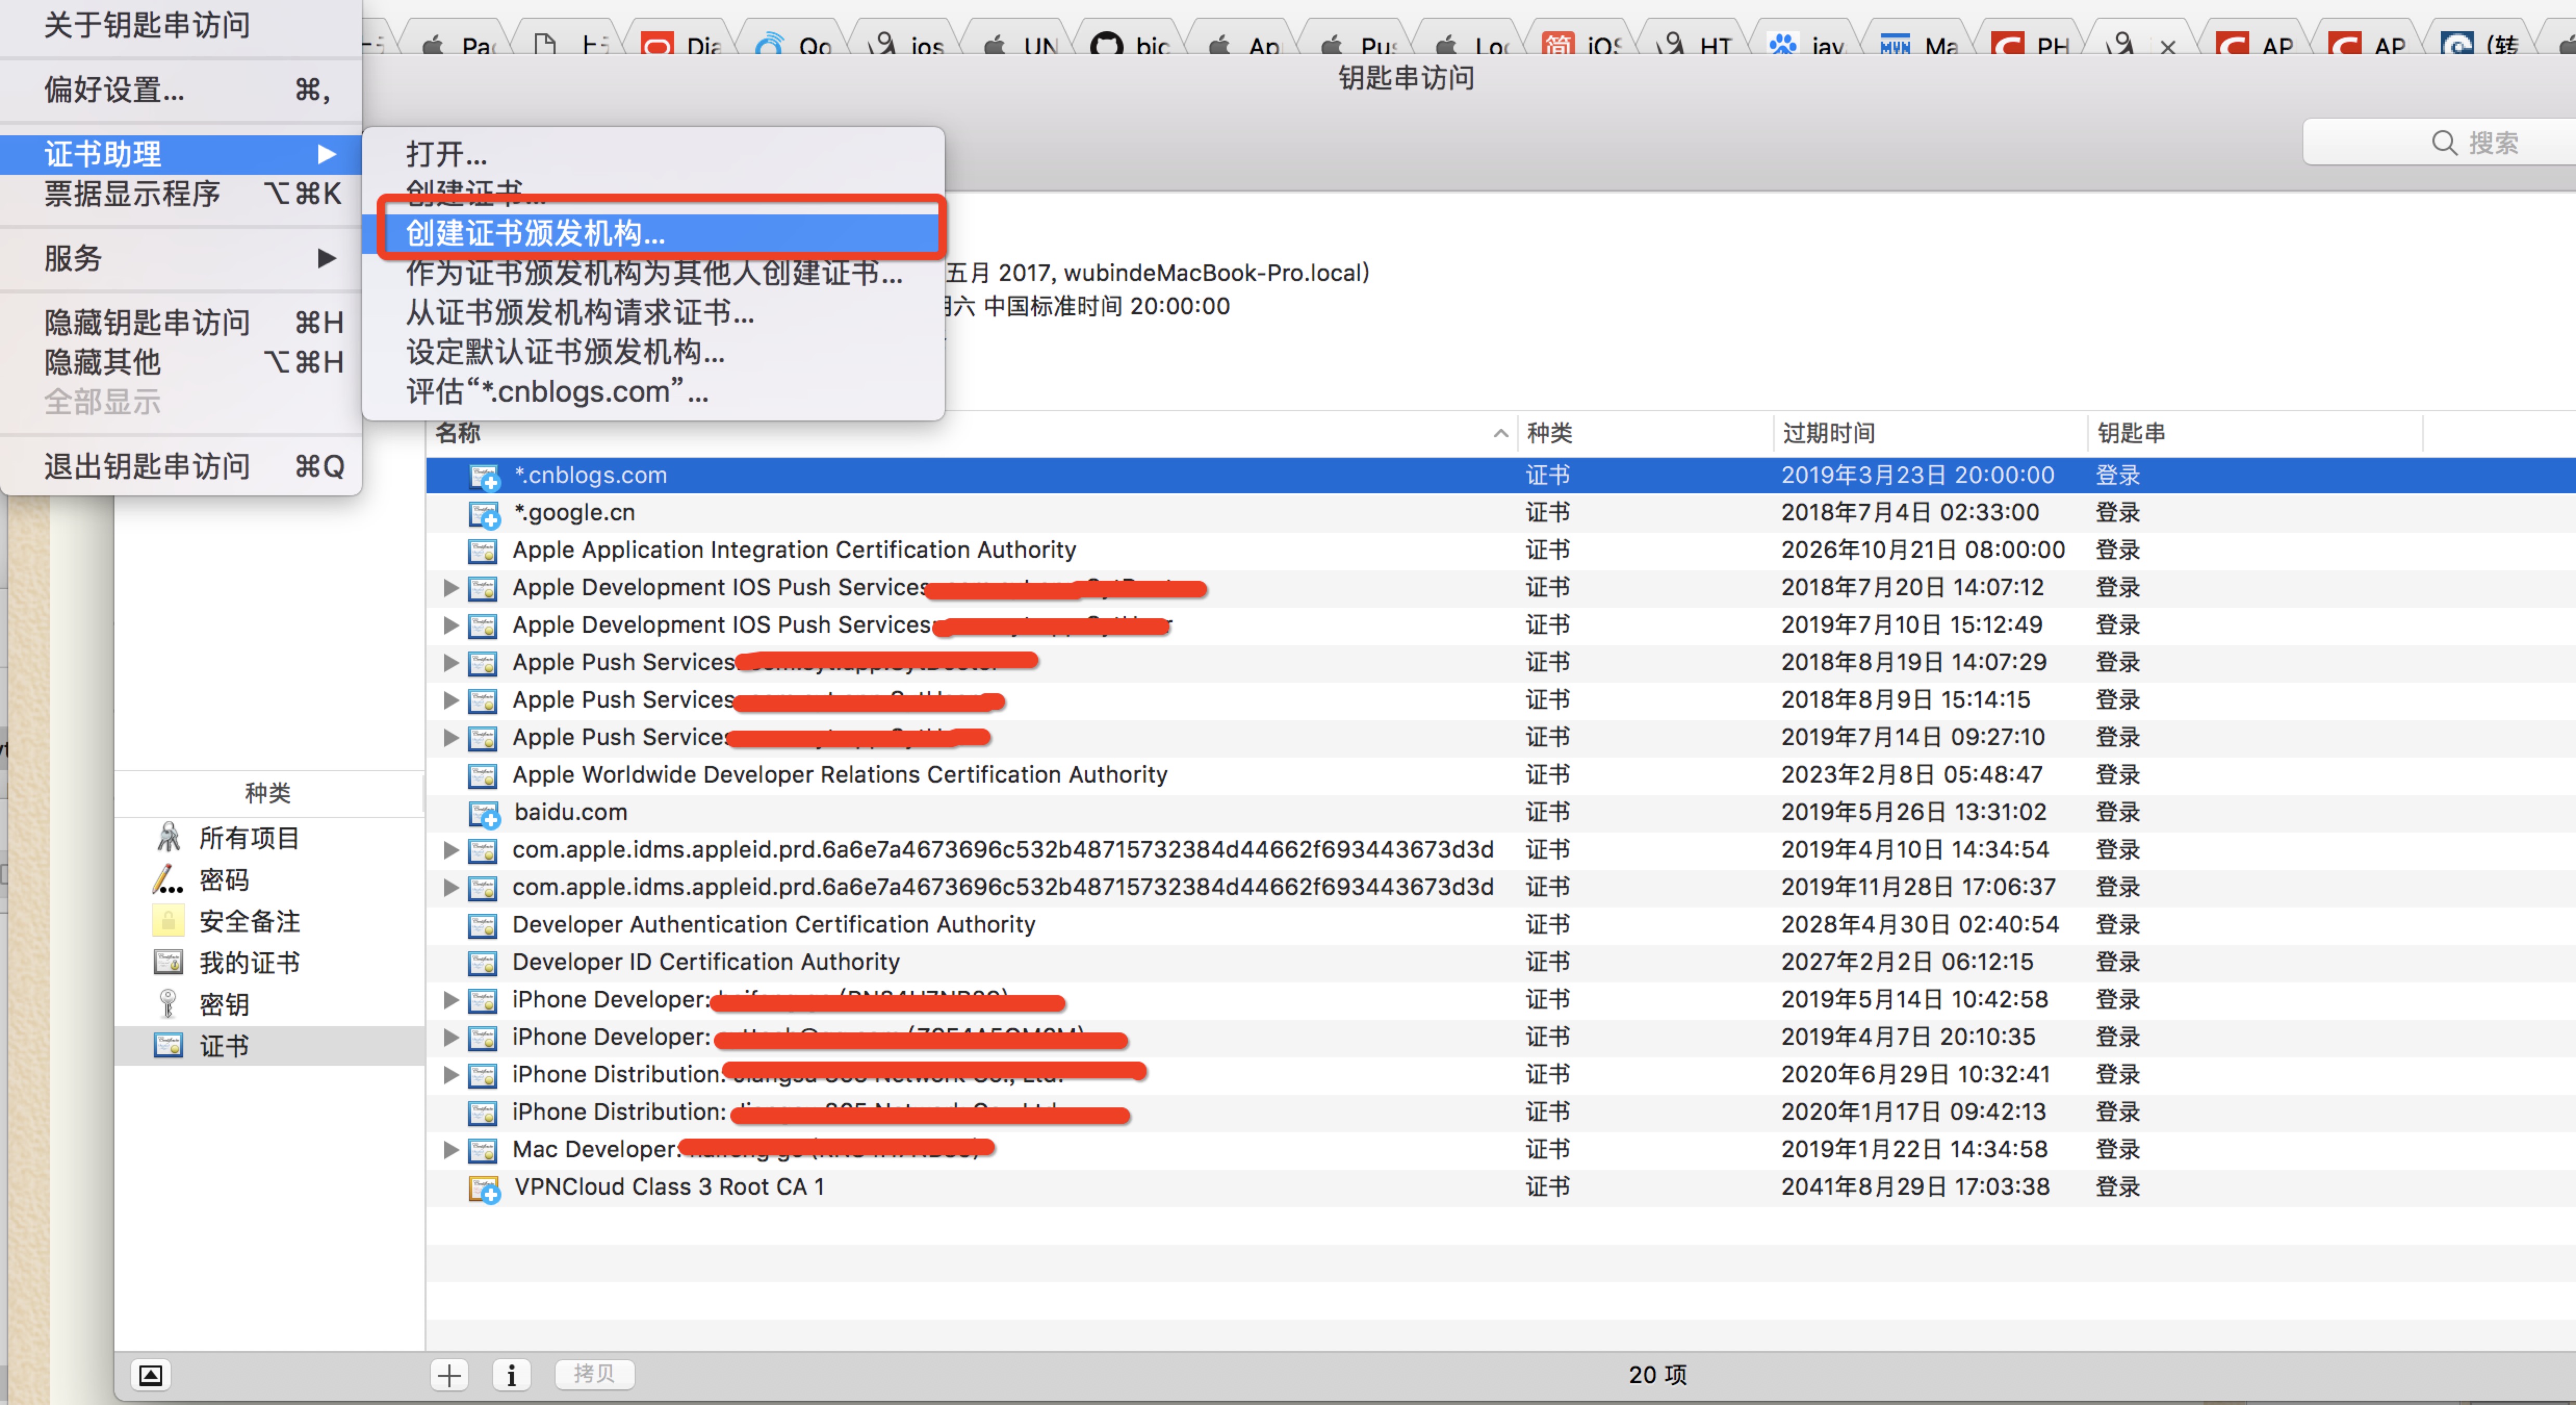 关于钥匙串访问
偏好设置... ⌘,
证书助理
票据显示程序 ⌥⌘K
服务
隐藏钥匙串访问 ⌘H
隐藏其他 ⌥⌘H
全部显示
退出钥匙串访问 ⌘Q
打开...
创建证书...
创建证书颁发机构...
作为证书颁发机构为其他人创建证书...
从证书颁发机构请求证书...
设定默认证书颁发机构...
评估“*.cnblogs.com”...
Pa Dia Qo ios UN bic Ap Pus Loc 简 iOS HT jav MVN Ma PH AP AP (转
钥匙串访问
搜索
五月 2017, wubindeMacBook-Pro.local)
六 中国标准时间 20:00:00
名称 种类 过期时间 钥匙串
*.cnblogs.com 证书 2019年3月23日 20:00:00 登录
*.google.cn 证书 2018年7月4日 02:33:00 登录
Apple Application Integration Certification Authority 证书 2026年10月21日 08:00:00 登录
Apple Development IOS Push Services 证书 2018年7月20日 14:07:12 登录
Apple Development IOS Push Services 证书 2019年7月10日 15:12:49 登录
Apple Push Services 证书 2018年8月19日 14:07:29 登录
Apple Push Services 证书 2018年8月9日 15:14:15 登录
Apple Push Services 证书 2019年7月14日 09:27:10 登录
Apple Worldwide Developer Relations Certification Authority 证书 2023年2月8日 05:48:47 登录
baidu.com 证书 2019年5月26日 13:31:02 登录
com.apple.idms.appleid.prd.6a6e7a4673696c532b48715732384d44662f693443673d3d 证书 2019年4月10日 14:34:54 登录
com.apple.idms.appleid.prd.6a6e7a4673696c532b48715732384d44662f693443673d3d 证书 2019年11月28日 17:06:37 登录
Developer Authentication Certification Authority 证书 2028年4月30日 02:40:54 登录
Developer ID Certification Authority 证书 2027年2月2日 06:12:15 登录
iPhone Developer: 证书 2019年5月14日 10:42:58 登录
iPhone Developer: 证书 2019年4月7日 20:10:35 登录
iPhone Distribution: 证书 2020年6月29日 10:32:41 登录
iPhone Distribution: 证书 2020年1月17日 09:42:13 登录
Mac Developer: 证书 2019年1月22日 14:34:58 登录
VPNCloud Class 3 Root CA 1 证书 2041年8月29日 17:03:38 登录
种类
所有项目
密码
安全备注
我的证书
密钥
证书
拷贝
20 项